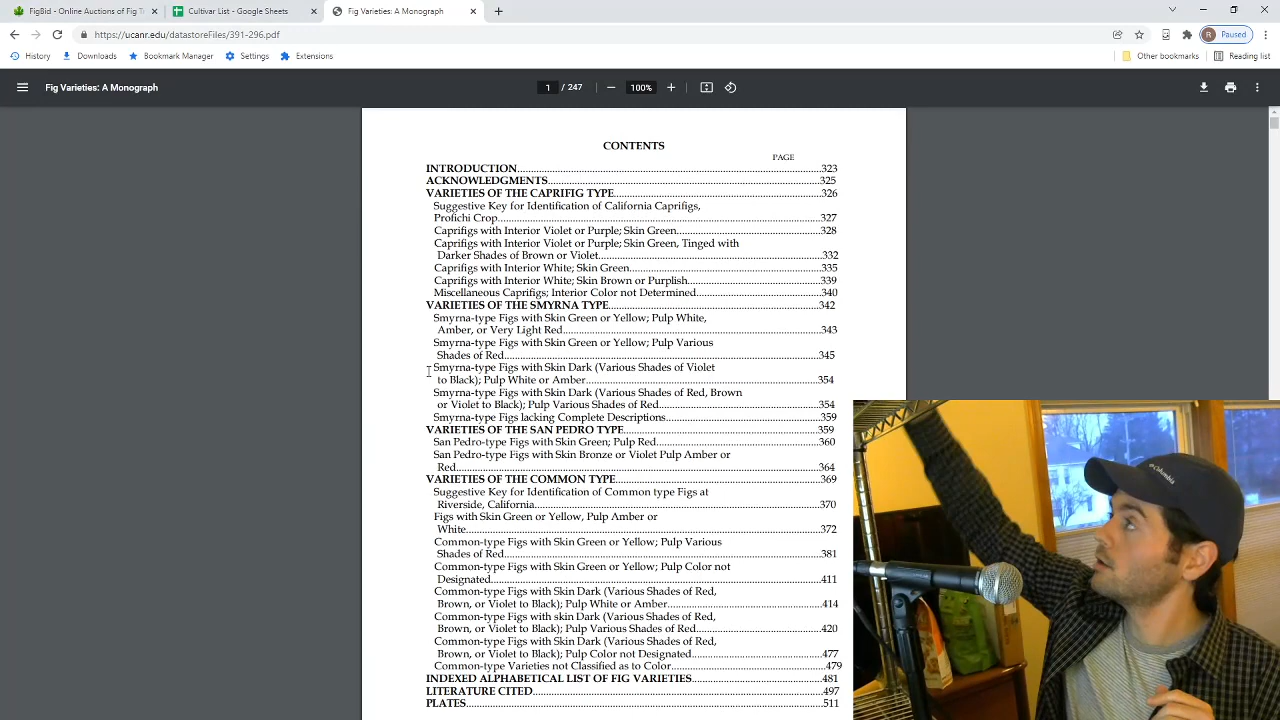 FigBid - Online Auctions of Fig T
Cultivar List - Google Sheets
Fig Varieties: A Monograph
https://ucanr.edu/datastoreFiles/391-296.pdf
R Paused
History Downloads Bookmark Manager Settings Extensions Other bookmarks Reading list
Fig Varieties: A Monograph 1 / 247 100%
CONTENTS
PAGE
INTRODUCTION 323
ACKNOWLEDGMENTS 325
VARIETIES OF THE CAPRIFIG TYPE 326
Suggestive Key for Identification of California Caprifigs,
Profichi Crop 327
Caprifigs with Interior Violet or Purple; Skin Green 328
Caprifigs with Interior Violet or Purple; Skin Green, Tinged with
Darker Shades of Brown or Violet 332
Caprifigs with Interior White; Skin Green 335
Caprifigs with Interior White; Skin Brown or Purplish 339
Miscellaneous Caprifigs; Interior Color not Determined 340
VARIETIES OF THE SMYRNA TYPE 342
Smyrna-type Figs with Skin Green or Yellow; Pulp White,
Amber, or Very Light Red 343
Smyrna-type Figs with Skin Green or Yellow; Pulp Various
Shades of Red 345
Smyrna-type Figs with Skin Dark (Various Shades of Violet
to Black); Pulp White or Amber 354
Smyrna-type Figs with Skin Dark (Various Shades of Red, Brown
or Violet to Black); Pulp Various Shades of Red 354
Smyrna-type Figs lacking Complete Descriptions 359
VARIETIES OF THE SAN PEDRO TYPE 359
San Pedro-type Figs with Skin Green; Pulp Red 360
San Pedro-type Figs with Skin Bronze or Violet Pulp Amber or
Red 364
VARIETIES OF THE COMMON TYPE 369
Suggestive Key for Identification of Common type Figs at
Riverside, California 370
Figs with Skin Green or Yellow, Pulp Amber or
White 372
Common-type Figs with Skin Green or Yellow; Pulp Various
Shades of Red 381
Common-type Figs with Skin Green or Yellow; Pulp Color not
Designated 411
Common-type Figs with Skin Dark (Various Shades of Red,
Brown, or Violet to Black); Pulp White or Amber 414
Common-type Figs with skin Dark (Various Shades of Red,
Brown, or Violet to Black); Pulp Various Shades of Red 420
Common-type Figs with Skin Dark (Various Shades of Red,
Brown, or Violet to Black); Pulp Color not Designated 477
Common-type Varieties not Classified as to Color 479
INDEXED ALPHABETICAL LIST OF FIG VARIETIES 481
LITERATURE CITED 497
PLATES 511
Columbia